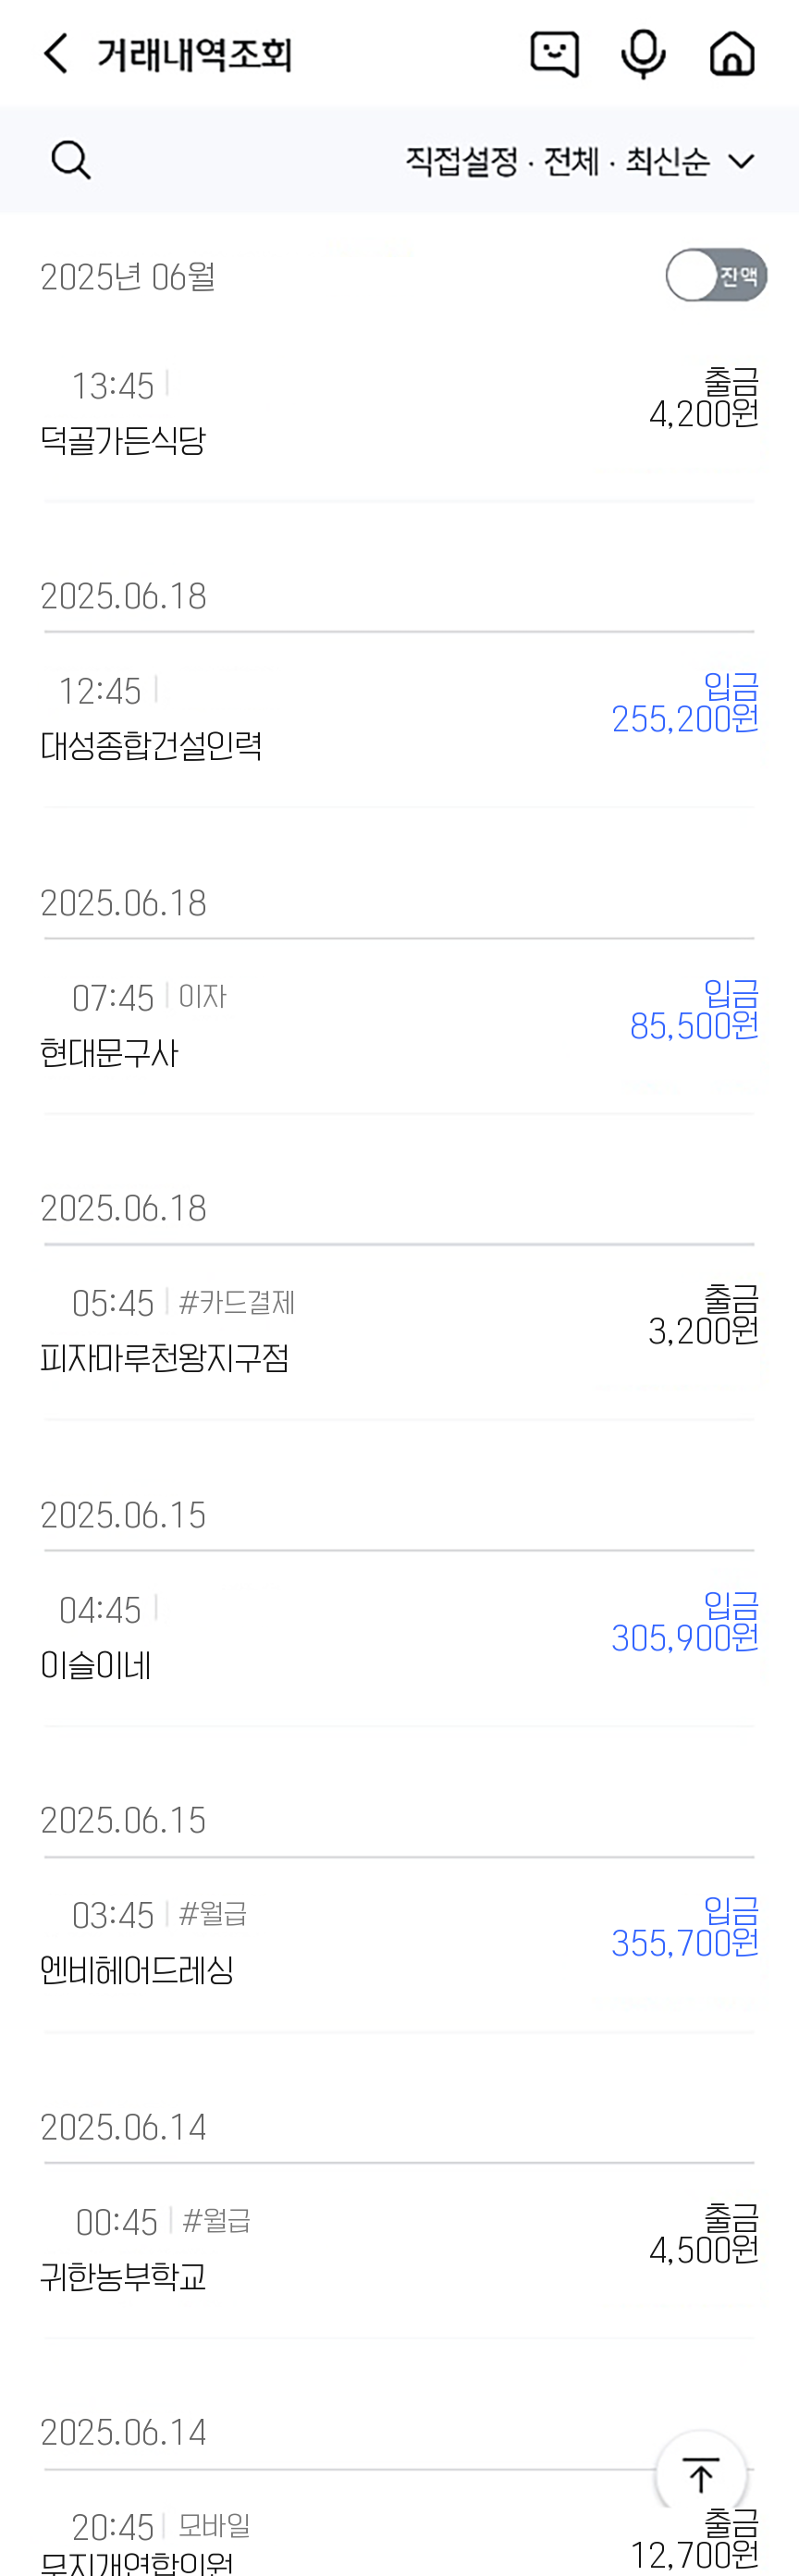 거래내역조회
직접설정 · 전체 · 최신순
2025년 06월
잔액
13:45
출금
4,200원
덕골가든식당
2025.06.18
12:45
입금
255,200원
대성종합건설인력
2025.06.18
07:45 이자
입금
85,500원
현대문구사
2025.06.18
05:45 #카드결제
출금
3,200원
피자마루천왕지구점
2025.06.15
04:45
입금
305,900원
이슬이네
2025.06.15
03:45 #월급
입금
355,700원
엔비헤어드레싱
2025.06.14
00:45 #월급
출금
4,500원
귀한농부학교
2025.06.14
20:45 모바일
출금
12,700원
무지개연합의원